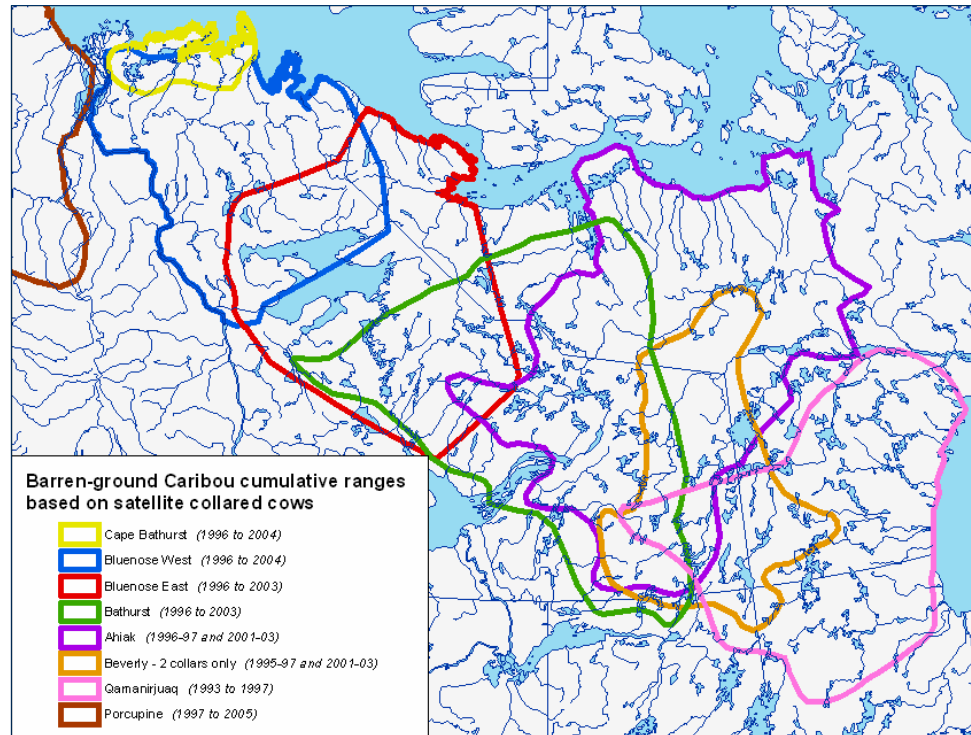 Barren-ground Caribou cumulative ranges
based on satellite collared cows
Cape Bathurst (1996 to 2004)
Bluenose West (1996 to 2004)
Bluenose East (1996 to 2003)
Bathurst (1996 to 2003)
Ahiak (1996-97 and 2001-03)
Beverly - 2 collars only (1995-97 and 2001-03)
Qamanirjuaq (1993 to 1997)
Porcupine (1997 to 2005)